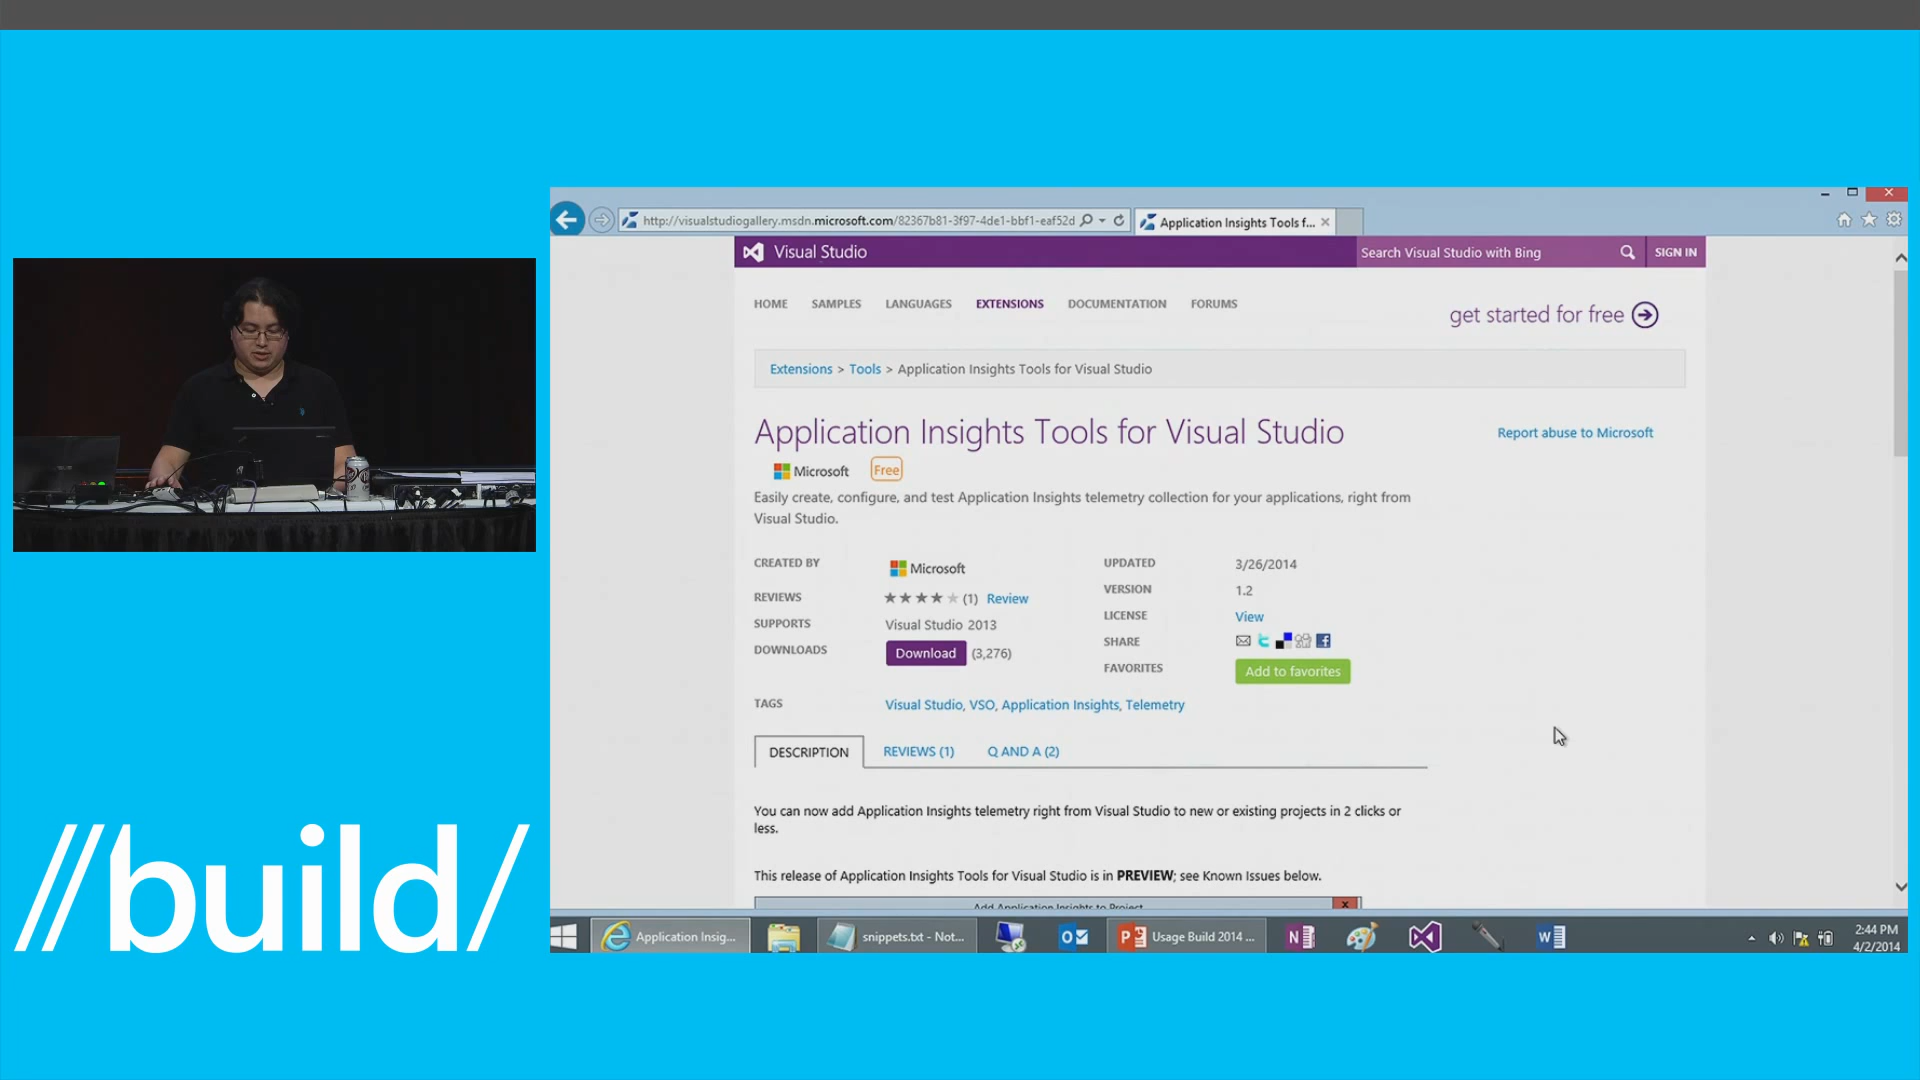 http://visualstudiogallery.msdn.microsoft.com/82367b81-3f97-4de1-bbf1-eaf52d
Application Insights Tools f...
Visual Studio
Search Visual Studio with Bing
SIGN IN
HOME SAMPLES LANGUAGES EXTENSIONS DOCUMENTATION FORUMS
get started for free
Extensions > Tools > Application Insights Tools for Visual Studio
Application Insights Tools for Visual Studio
Report abuse to Microsoft
Microsoft Free
Easily create, configure, and test Application Insights telemetry collection for your applications, right from
Visual Studio.
CREATED BY Microsoft
UPDATED 3/26/2014
REVIEWS (1) Review
VERSION 1.2
SUPPORTS Visual Studio 2013
LICENSE View
DOWNLOADS Download (3,276)
SHARE
FAVORITES Add to favorites
TAGS Visual Studio, VSO, Application Insights, Telemetry
DESCRIPTION REVIEWS (1) Q AND A (2)
You can now add Application Insights telemetry right from Visual Studio to new or existing projects in 2 clicks or
less.
This release of Application Insights Tools for Visual Studio is in PREVIEW; see Known Issues below.
Add Application Insights to Project
Application Insig...
snippets.txt - Not...
Usage Build 2014 ...
2:44 PM
4/2/2014
//build/